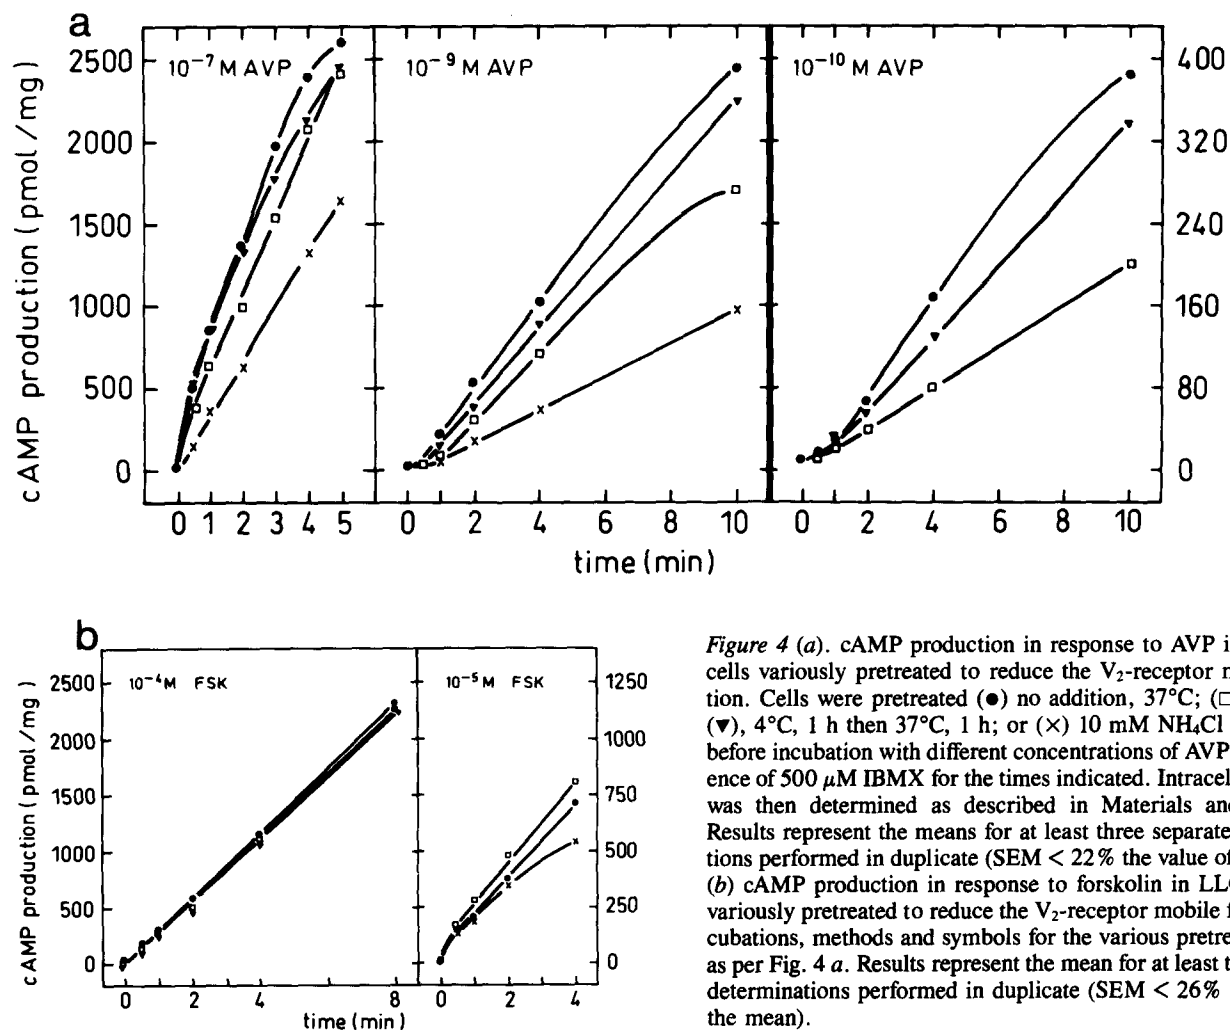 a
10⁻⁷ M AVP
10⁻⁹ M AVP
10⁻¹⁰ M AVP
cAMP production (pmol/mg)
2500
2000
1500
1000
500
0
400
320
240
160
80
0
0 1 2 3 4 5
0 2 4 6 8 10
0 2 4 6 8 10
time (min)
b
10⁻⁴M FSK
10⁻⁵M FSK
cAMP production (pmol/mg)
2500
2000
1500
1000
500
0
1250
1000
750
500
250
0
0 2 4 8
0 2 4
time (min)
Figure 4 (a). cAMP production in response to AVP
cells variously pretreated to reduce the V₂-receptor
tion. Cells were pretreated (●) no addition, 37°C; (□
(▼), 4°C, 1 h then 37°C, 1 h; or (×) 10 mM NH₄Cl
before incubation with different concentrations of AVP
ence of 500 μM IBMX for the times indicated. Intracel
was then determined as described in Materials and
Results represent the means for at least three separate
tions performed in duplicate (SEM < 22% the value of
(b) cAMP production in response to forskolin in LLC
variously pretreated to reduce the V₂-receptor mobile
cubations, methods and symbols for the various pretre
as per Fig. 4 a. Results represent the mean for at least
determinations performed in duplicate (SEM < 26%
the mean).